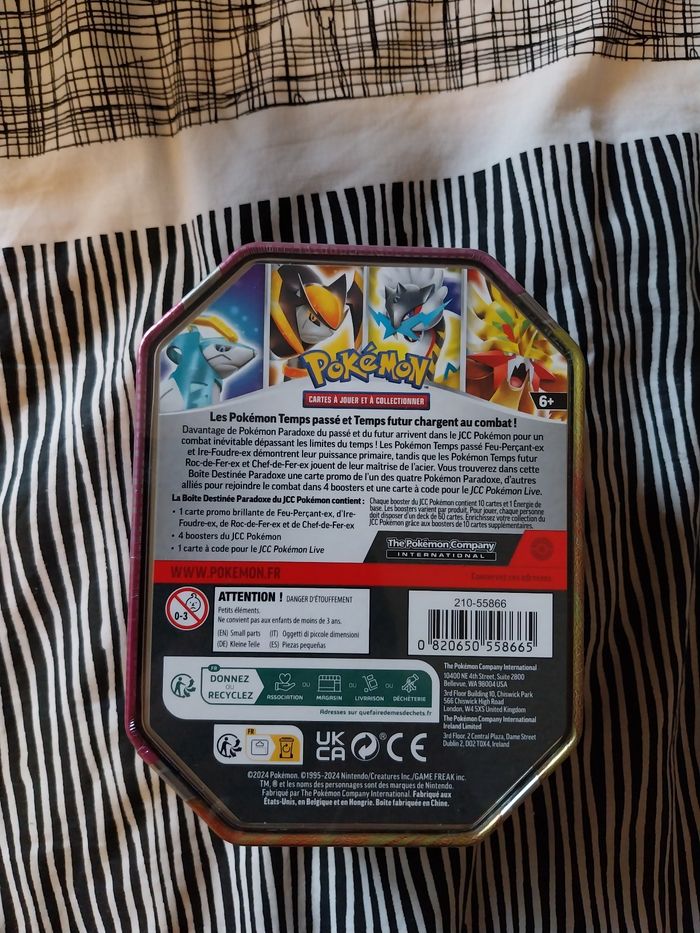 POKÉMON
CARTES À JOUER ET À COLLECTIONNER
6+
Les Pokémon Temps passé et Temps futur chargent au combat !
Davantage de Pokémon Paradoxe du passé et du futur arrivent dans le JCC Pokémon pour un
combat inévitable dépassant les limites du temps ! Les Pokémon Temps passé Feu-Perçant-ex
et Ire-Foudre-ex démontrent leur puissance primaire, tandis que les Pokémon Temps futur
Roc-de-Fer-ex et Chef-de-Fer-ex jouent de leur maîtrise de l'acier. Vous trouverez dans cette
Boîte Destinée Paradoxe une carte promo de l'un des quatre Pokémon Paradoxe, d'autres
alliés pour rejoindre le combat dans 4 boosters et une carte à code pour le JCC Pokémon Live.
La Boîte Destinée Paradoxe du JCC Pokémon contient :
• 1 carte promo brillante de Feu-Perçant-ex, d'Ire-
Foudre-ex, de Roc-de-Fer-ex et de Chef-de-Fer-ex
• 4 boosters du JCC Pokémon
• 1 carte à code pour le JCC Pokémon Live
Chaque booster du JCC Pokémon contient 10 cartes et 1 Énergie de
base. Les boosters varient par produit. Pour jouer, chaque personne
doit disposer d'un deck de 60 cartes. Enrichissez votre collection du
JCC Pokémon grâce aux boosters de 10 cartes supplémentaires.
The Pokémon Company
INTERNATIONAL
WWW.POKEMON.FR
0-3
ATTENTION ! DANGER D'ÉTOUFFEMENT
Petits éléments.
Ne convient pas aux enfants de moins de 3 ans.
(EN) Small parts (IT) Oggetti di piccole dimensioni
(DE) Kleine Teile (ES) Piezas pequeñas
210-55866
0 820650 558665
FR
DONNEZ
OU
RECYCLEZ
ASSOCIATION
OU
MAGASIN
OU
LIVRAISON
OU
DÉCHÈTERIE
Adresses sur quefairedemesdechets.fr
FR
UK
CA
CE
The Pokémon Company International
10400 NE 4th Street, Suite 2800
Bellevue, WA 98004 USA
3rd Floor Building 10, Chiswick Park
566 Chiswick High Road
London, W4 5XS United Kingdom
The Pokémon Company International
Ireland Limited
3rd Floor, 2 Central Plaza, Dame Street
Dublin 2, D02 T0X4, Ireland
©2024 Pokémon. ©1995-2024 Nintendo/Creatures Inc./GAME FREAK inc.
TM, ® et les noms des personnages sont des marques de Nintendo.
Fabriqué par The Pokémon Company International. Fabriqué aux
États-Unis, en Belgique et en Hongrie. Boîte fabriquée en Chine.